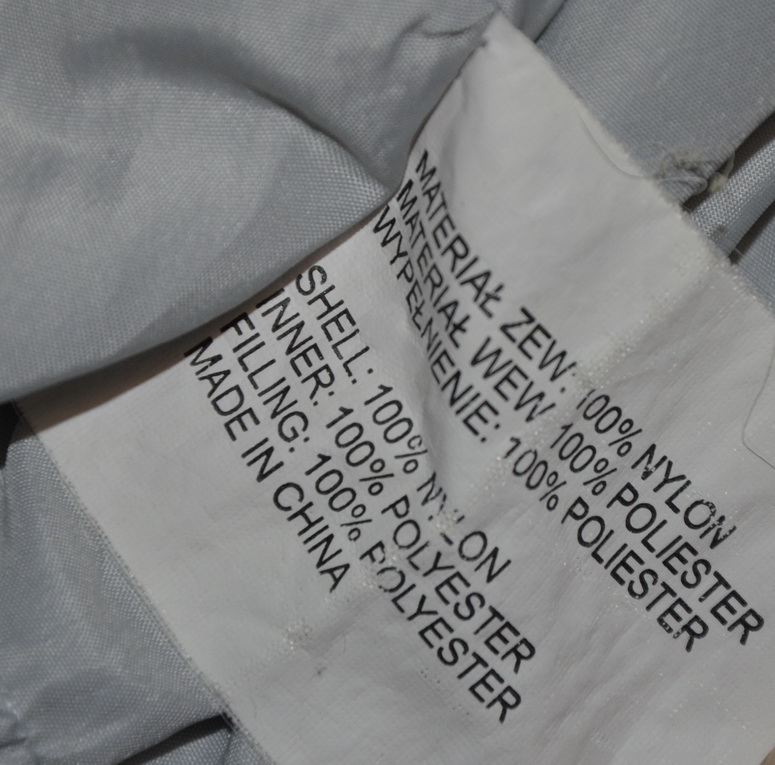 MATERIAŁ ZEW: 100% NYLON
MATERIAŁ WEW 100% POLIESTER
WYPEŁNIENIE: 100% POLIESTER
SHELL: 100% NYLON
INNER: 100% POLYESTER
FILLING: 100% POLYESTER
MADE IN CHINA